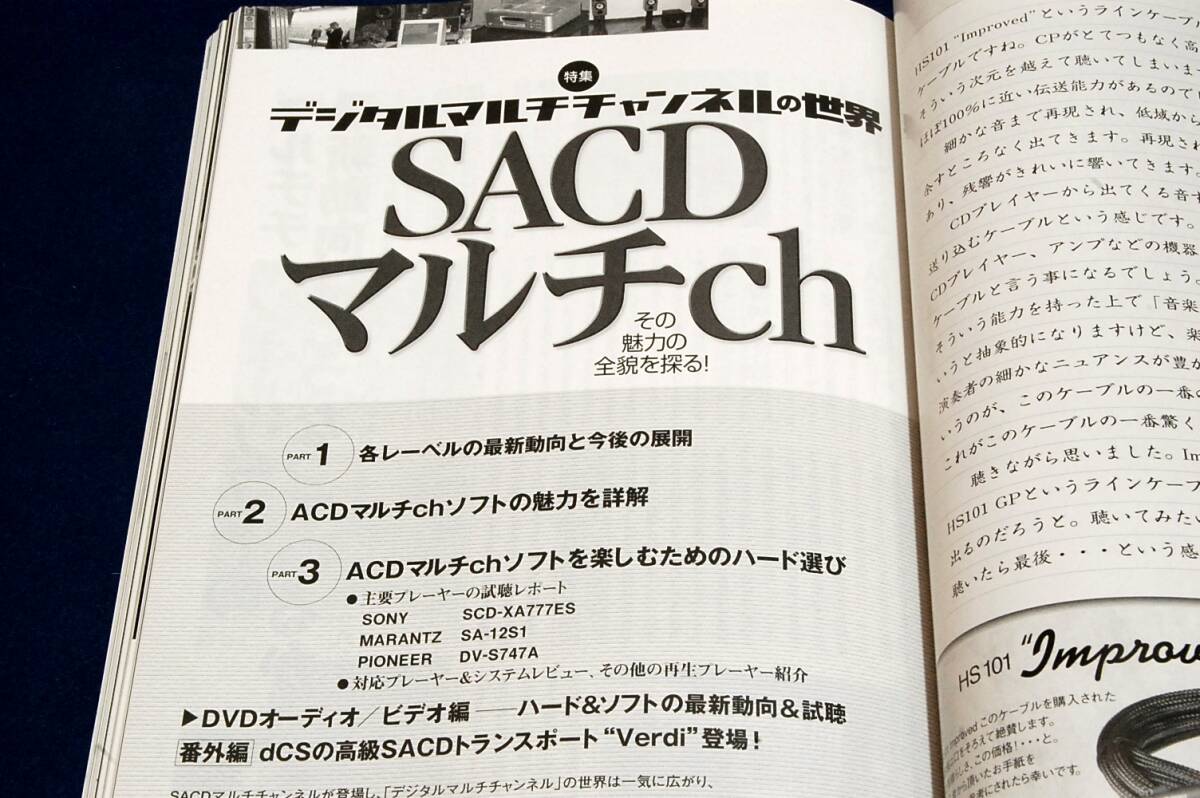 特集
デジタルマルチチャンネルの世界
SACD
マルチch
その
魅力の
全貌を探る!
PART 1 各レーベルの最新動向と今後の展開
PART 2 ACDマルチchソフトの魅力を詳解
PART 3 ACDマルチchソフトを楽しむためのハード選び
●主要プレーヤーの試聴レポート
SONY SCD-XA777ES
MARANTZ SA-12S1
PIONEER DV-S747A
●対応プレーヤー&システムレビュー、その他の再生プレーヤー紹介
▶DVDオーディオ/ビデオ編——ハード&ソフトの最新動向&試聴
番外編 dCSの高級SACDトランスポート“Verdi”登場!
SACDマルチチャンネルが登場し、「デジタルマルチチャンネル」の世界は一気に広がり、
HS101 “Improved”というラインケーブル
ケーブルですね。CPがとてつもなく高
そういう次元を越えて聴いてしまいま
ほぼ100%に近い伝送能力があるので
細かな音まで再現され、低域から
余すところなく出てきます。再現され
あり、残響がきれいに響いてきます
CDプレイヤーから出てくる音を
送り込むケーブルという感じです。
CDプレイヤー、アンプなどの機器
ケーブルと言う事になるでしょう
そういう能力を持った上で「音楽
いうと抽象的になりますけど、楽
演奏者の細かなニュアンスが豊か
いうのが、このケーブルの一番の
これがこのケーブルの一番驚く
聴きながら思いました。Im
HS101 GPというラインケーブ
出るのだろうと。聴いてみたい
聴いたら最後・・・という感
HS101 “Improv
Improved このケーブルを購入された
口をそろえて絶賛します。
しさ、この価格!・・・と。
から頂いたお手紙を
者にされたら幸いです。